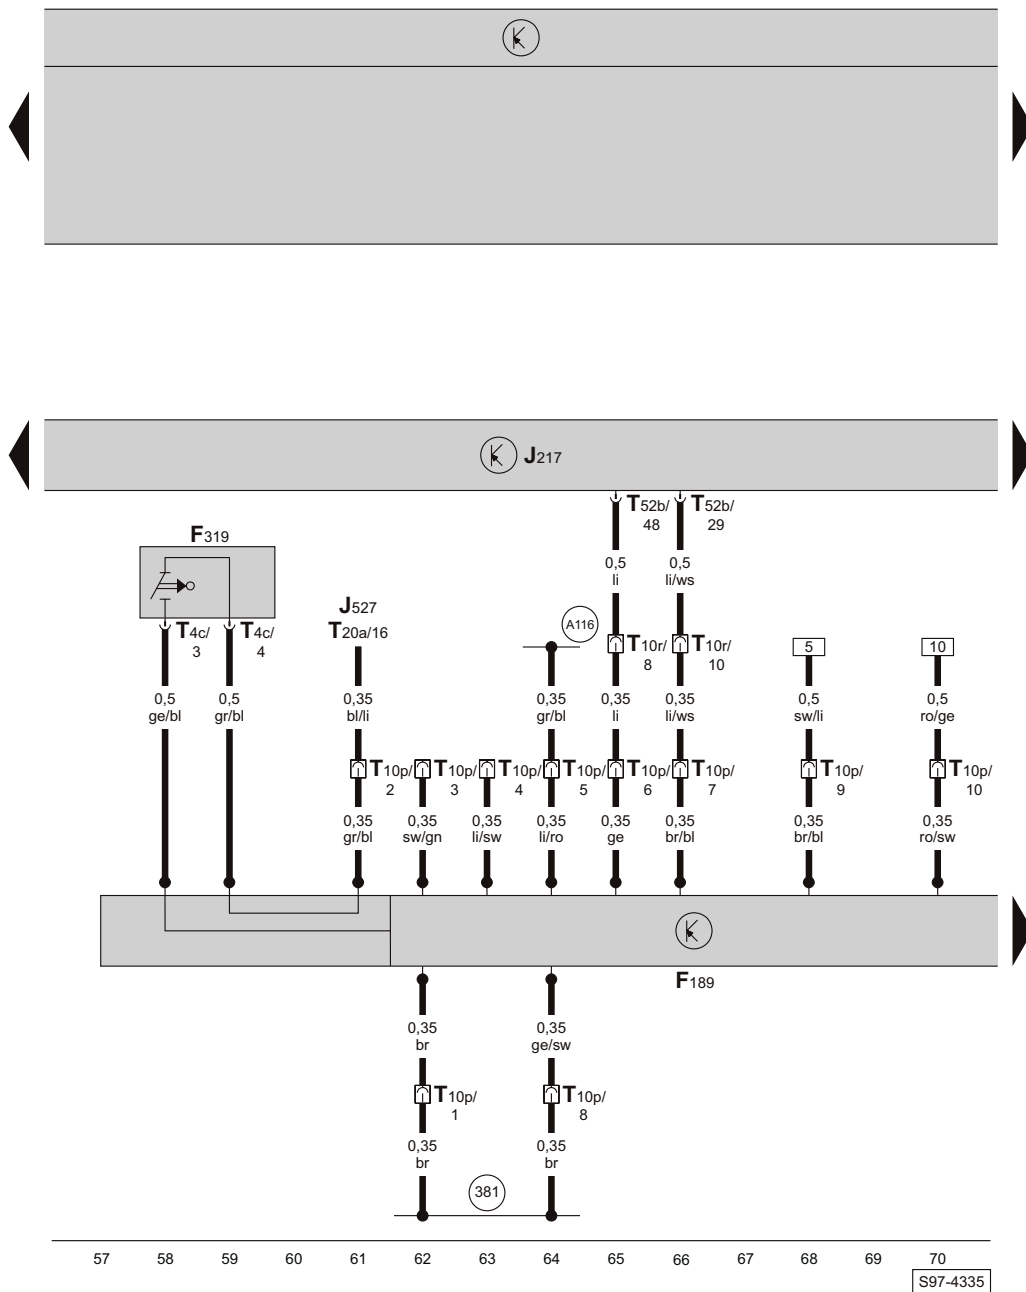 J217
T52b/ T52b/
48 29
F319
0,5 0,5
li li/ws
J527
T20a/16
A116
T4c/ T4c/
3 4
T10r/ T10r/
8 10
5 10
0,5 0,5 0,35 0,35 0,35 0,35 0,5 0,5
ge/bl gr/bl bl/li gr/bl li li/ws sw/li ro/ge
T10p/ T10p/ T10p/ T10p/ T10p/ T10p/ T10p/ T10p/
2 3 4 5 6 7 9 10
0,35 0,35 0,35 0,35 0,35 0,35 0,35 0,35
gr/bl sw/gn li/sw li/ro ge br/bl br/bl ro/sw
F189
0,35 0,35
br ge/sw
T10p/ T10p/
1 8
0,35 0,35
br br
381
57 58 59 60 61 62 63 64 65 66 67 68 69 70
S97-4335